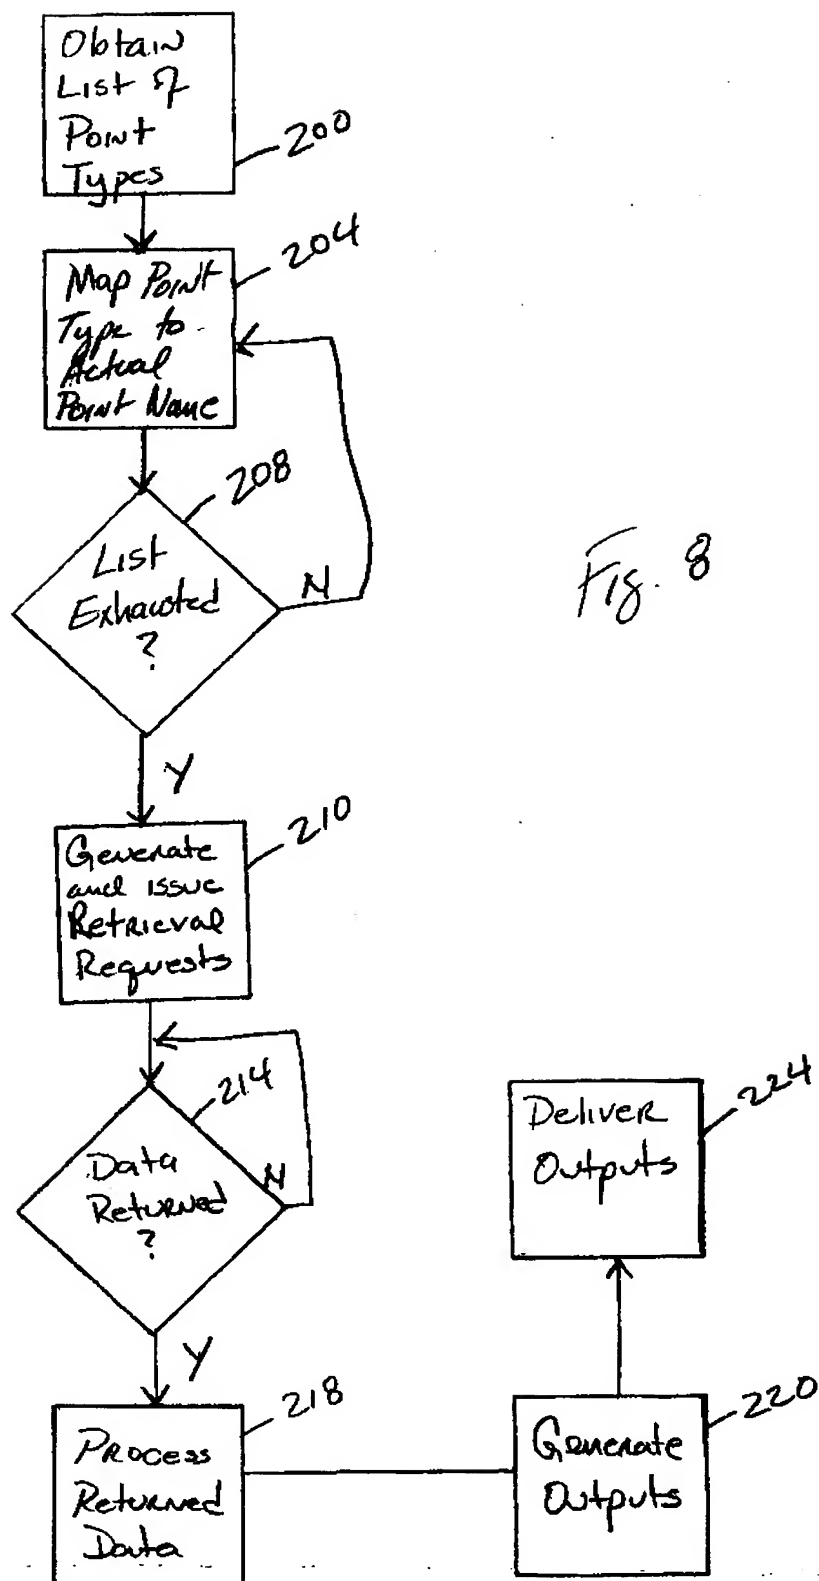 Obtain
List of
Point
Types
200
Map Point
Type to
Actual
Point Name
204
List
Exhausted
?
208
N
Y
Fig. 8
Generate
and issue
Retrieval
Requests
210
Data
Returned
?
214
N
Y
Process
Returned
Data
218
Generate
Outputs
220
Deliver
Outputs
224